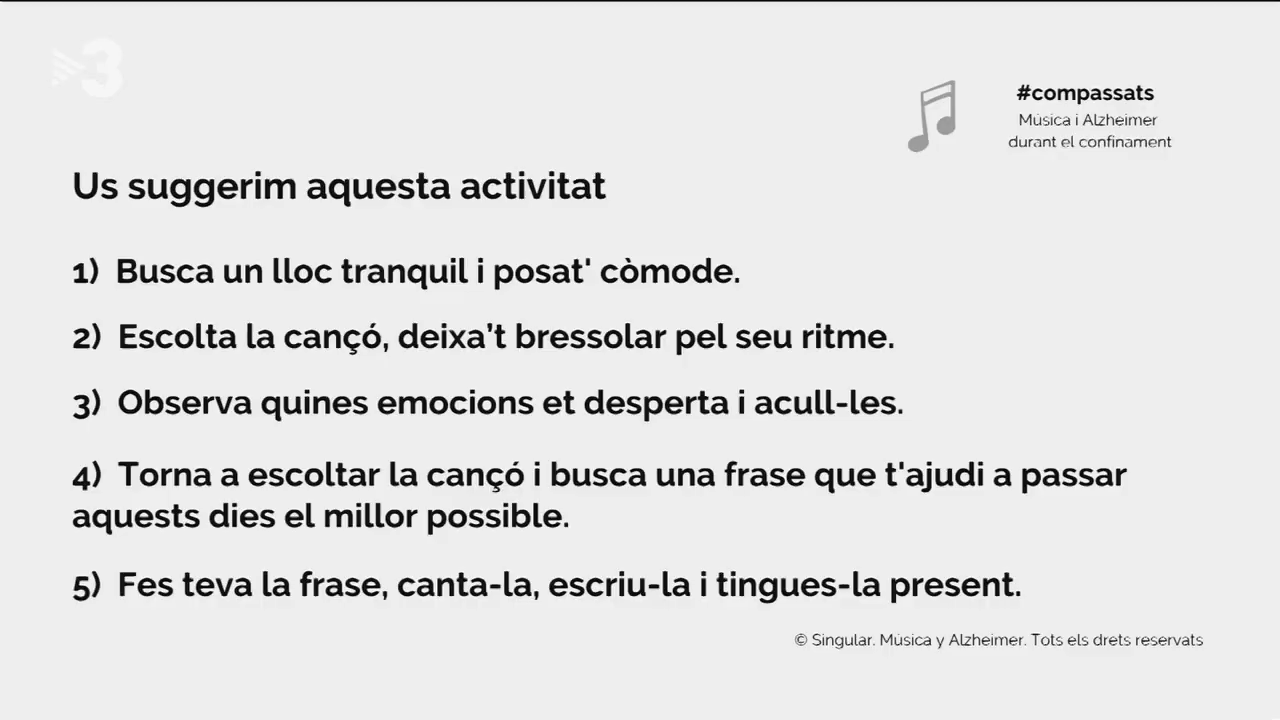 3
#compassats
Música i Alzheimer
durant el confinament
Us suggerim aquesta activitat
1) Busca un lloc tranquil i posat' còmode.
2) Escolta la cançó, deixa’t bressolar pel seu ritme.
3) Observa quines emocions et desperta i acull-les.
4) Torna a escoltar la cançó i busca una frase que t'ajudi a passar
aquests dies el millor possible.
5) Fes teva la frase, canta-la, escriu-la i tingues-la present.
© Singular. Música y Alzheimer. Tots els drets reservats